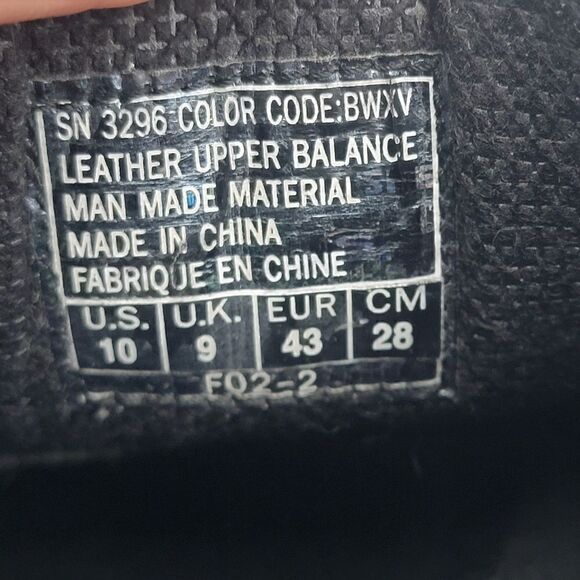 SN 3296 COLOR CODE:BWXV
LEATHER UPPER BALANCE
MAN MADE MATERIAL
MADE IN CHINA
FABRIQUE EN CHINE
U.S. U.K. EUR CM
10 9 43 28
FQ2-2